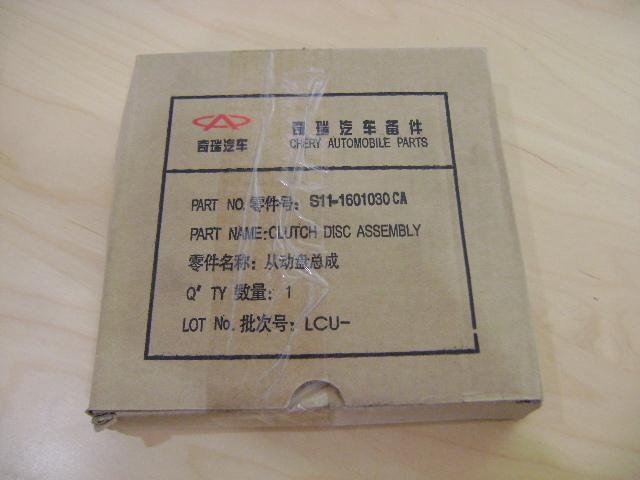 奇瑞汽车备件
CHERY AUTOMOBILE PARTS
奇瑞汽车
PART NO.零件号: S11-1601030CA
PART NAME:CLUTCH DISC ASSEMBLY
零件名称: 从动盘总成
Q'TY 数量: 1
LOT No. 批次号: LCU-